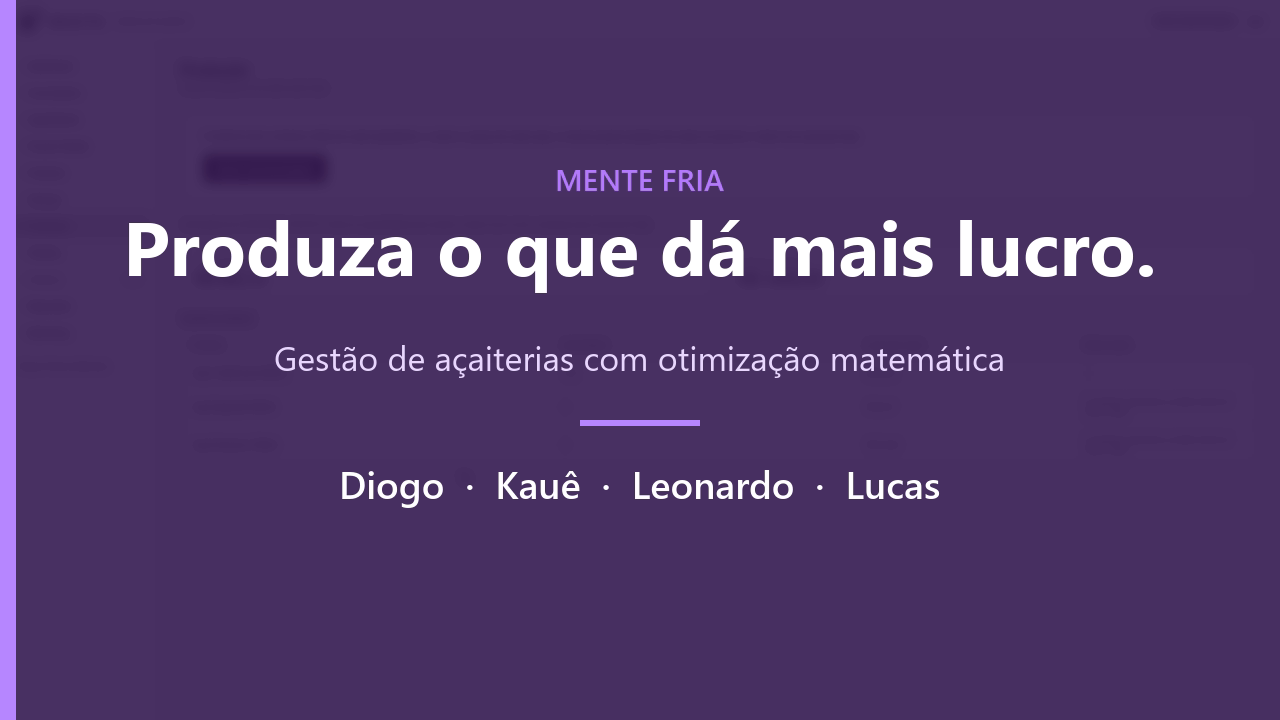 MENTE FRIA
Produza o que dá mais lucro.
Gestão de açaiterias com otimização matemática
Diogo · Kauê · Leonardo · Lucas